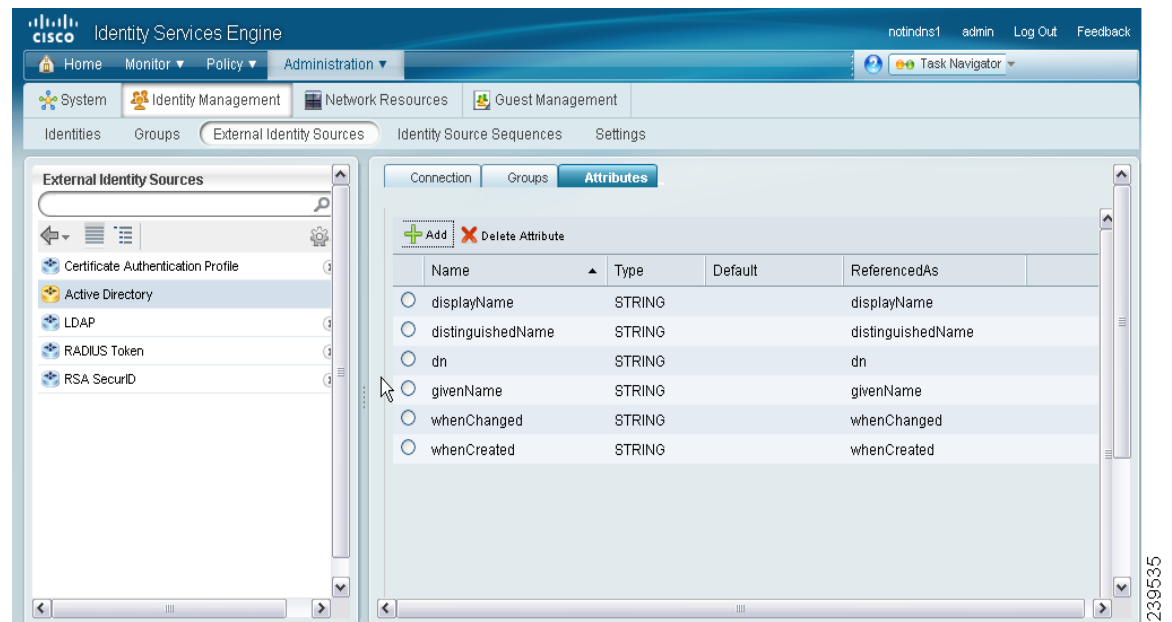 cisco Identity Services Engine
notindns1 admin Log Out Feedback
Home Monitor Policy Administration
Task Navigator
System Identity Management Network Resources Guest Management
Identities Groups External Identity Sources Identity Source Sequences Settings
External Identity Sources
Certificate Authentication Profile
Active Directory
LDAP
RADIUS Token
RSA SecurID
Connection Groups Attributes
Add Delete Attribute
Name Type Default ReferencedAs
displayName STRING displayName
distinguishedName STRING distinguishedName
dn STRING dn
givenName STRING givenName
whenChanged STRING whenChanged
whenCreated STRING whenCreated
239535